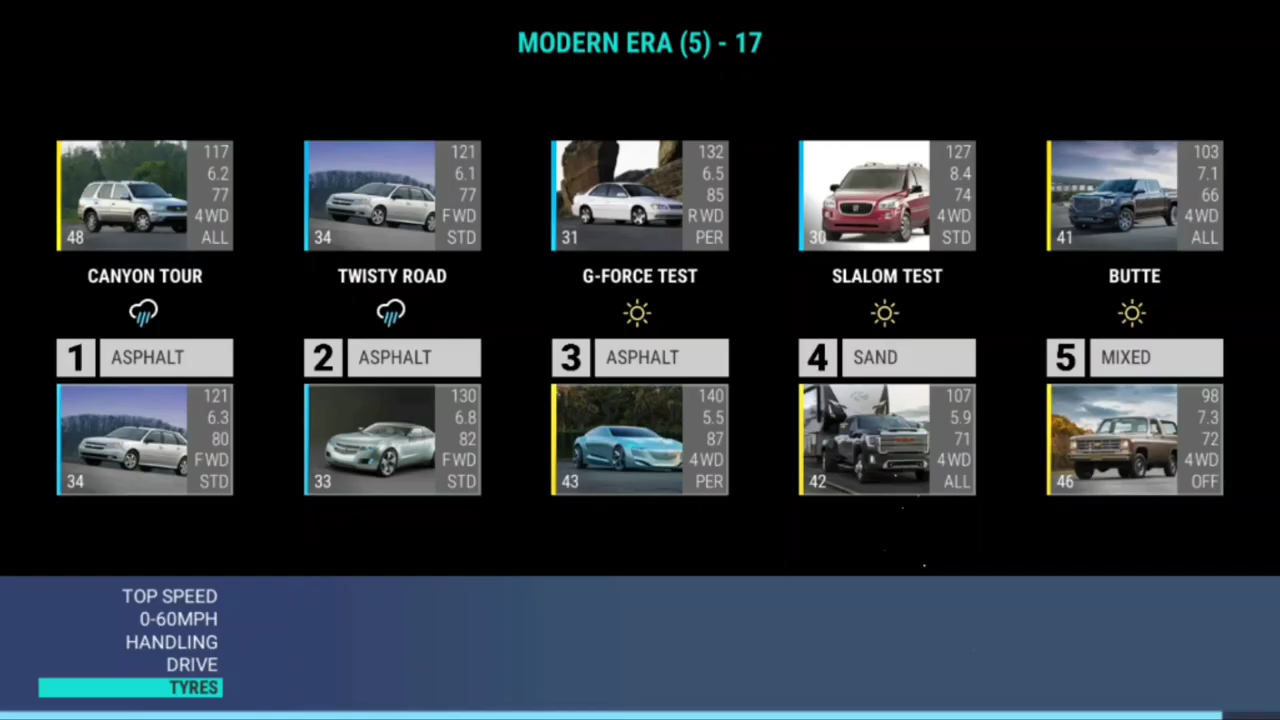 MODERN ERA (5) - 17
117
6.2
77
4WD
ALL
48
121
6.1
77
FWD
STD
34
132
6.5
85
RWD
PER
31
127
8.4
74
4WD
STD
30
103
7.1
66
4WD
ALL
41
CANYON TOUR
TWISTY ROAD
G-FORCE TEST
SLALOM TEST
BUTTE
1 ASPHALT
2 ASPHALT
3 ASPHALT
4 SAND
5 MIXED
121
6.3
80
FWD
STD
34
130
6.8
82
FWD
STD
33
140
5.5
87
4WD
PER
43
107
5.9
71
4WD
ALL
42
98
7.3
72
4WD
OFF
46
TOP SPEED
0-60MPH
HANDLING
DRIVE
TYRES